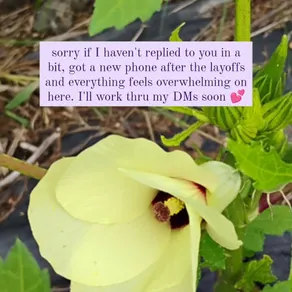 sorry if I haven't replied to you in a
bit, got a new phone after the layoffs
and everything feels overwhelming on
here. I'll work thru my DMs soon 💕